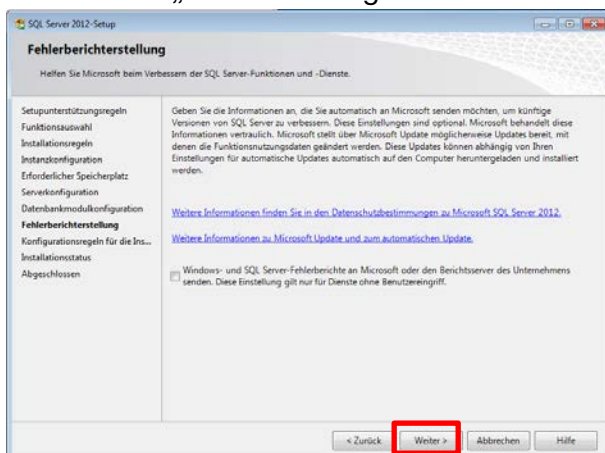 SQL Server 2012-Setup
Fehlerberichterstellung
Helfen Sie Microsoft beim Verbessern der SQL Server-Funktionen und -Dienste.
Setupunterstützungsregeln
Funktionsauswahl
Installationsregeln
Instanzkonfiguration
Erforderlicher Speicherplatz
Serverkonfiguration
Datenbankmodulkonfiguration
Fehlerberichterstellung
Konfigurationsregeln für die Ins...
Installationsstatus
Abgeschlossen
Geben Sie die Informationen an, die Sie automatisch an Microsoft senden möchten, um künftige
Versionen von SQL Server zu verbessern. Diese Einstellungen sind optional. Microsoft behandelt diese
Informationen vertraulich. Microsoft stellt über Microsoft Update möglicherweise Updates bereit, mit
denen die Funktionsnutzungsdaten geändert werden. Diese Updates können abhängig von Ihren
Einstellungen für automatische Updates automatisch auf den Computer heruntergeladen und installiert
werden.
Weitere Informationen finden Sie in den Datenschutzbestimmungen zu Microsoft SQL Server 2012.
Weitere Informationen zu Microsoft Update und zum automatischen Update.
Windows- und SQL Server-Fehlerberichte an Microsoft oder den Berichtsserver des Unternehmens
senden. Diese Einstellung gilt nur für Dienste ohne Benutzereingriff.
< Zurück Weiter > Abbrechen Hilfe